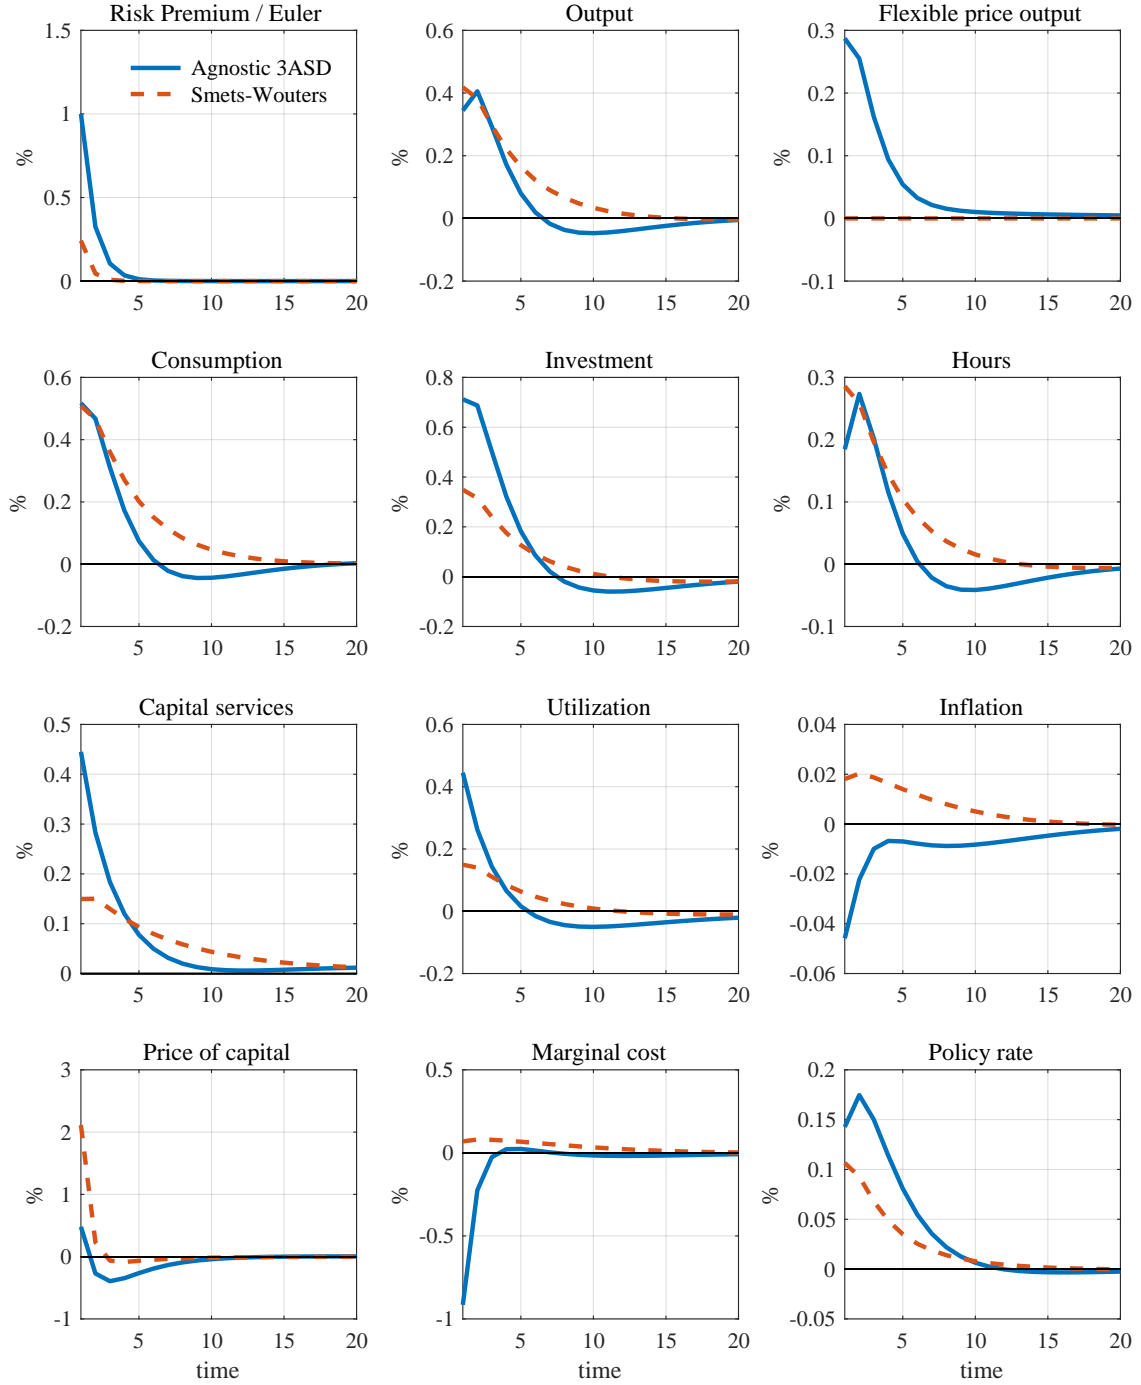 Risk Premium / Euler
Output
Flexible price output
1.5
1
0.5
0
%
Agnostic 3ASD
Smets-Wouters
5 10 15 20
0.6
0.4
0.2
0
-0.2
%
5 10 15 20
0.3
0.2
0.1
0
-0.1
%
5 10 15 20
Consumption
Investment
Hours
0.6
0.4
0.2
0
-0.2
%
5 10 15 20
0.8
0.6
0.4
0.2
0
-0.2
%
5 10 15 20
0.3
0.2
0.1
0
-0.1
%
5 10 15 20
Capital services
Utilization
Inflation
0.5
0.4
0.3
0.2
0.1
0
%
5 10 15 20
0.6
0.4
0.2
0
-0.2
%
5 10 15 20
0.04
0.02
0
-0.02
-0.04
-0.06
%
5 10 15 20
Price of capital
Marginal cost
Policy rate
3
2
1
0
-1
%
5 10 15 20
time
0.5
0
-0.5
-1
%
5 10 15 20
time
0.2
0.15
0.1
0.05
0
-0.05
%
5 10 15 20
time